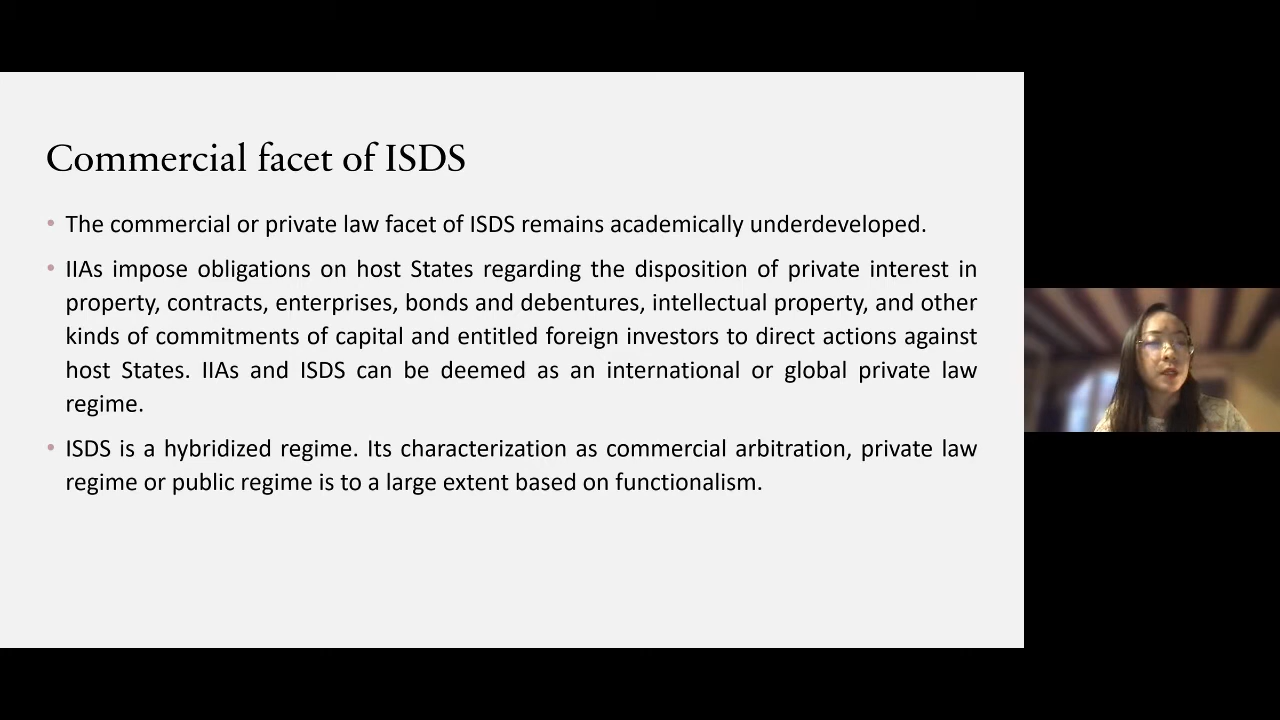 Commercial facet of ISDS
• The commercial or private law facet of ISDS remains academically underdeveloped.
• IIAs impose obligations on host States regarding the disposition of private interest in
property, contracts, enterprises, bonds and debentures, intellectual property, and other
kinds of commitments of capital and entitled foreign investors to direct actions against
host States. IIAs and ISDS can be deemed as an international or global private law
regime.
• ISDS is a hybridized regime. Its characterization as commercial arbitration, private law
regime or public regime is to a large extent based on functionalism.